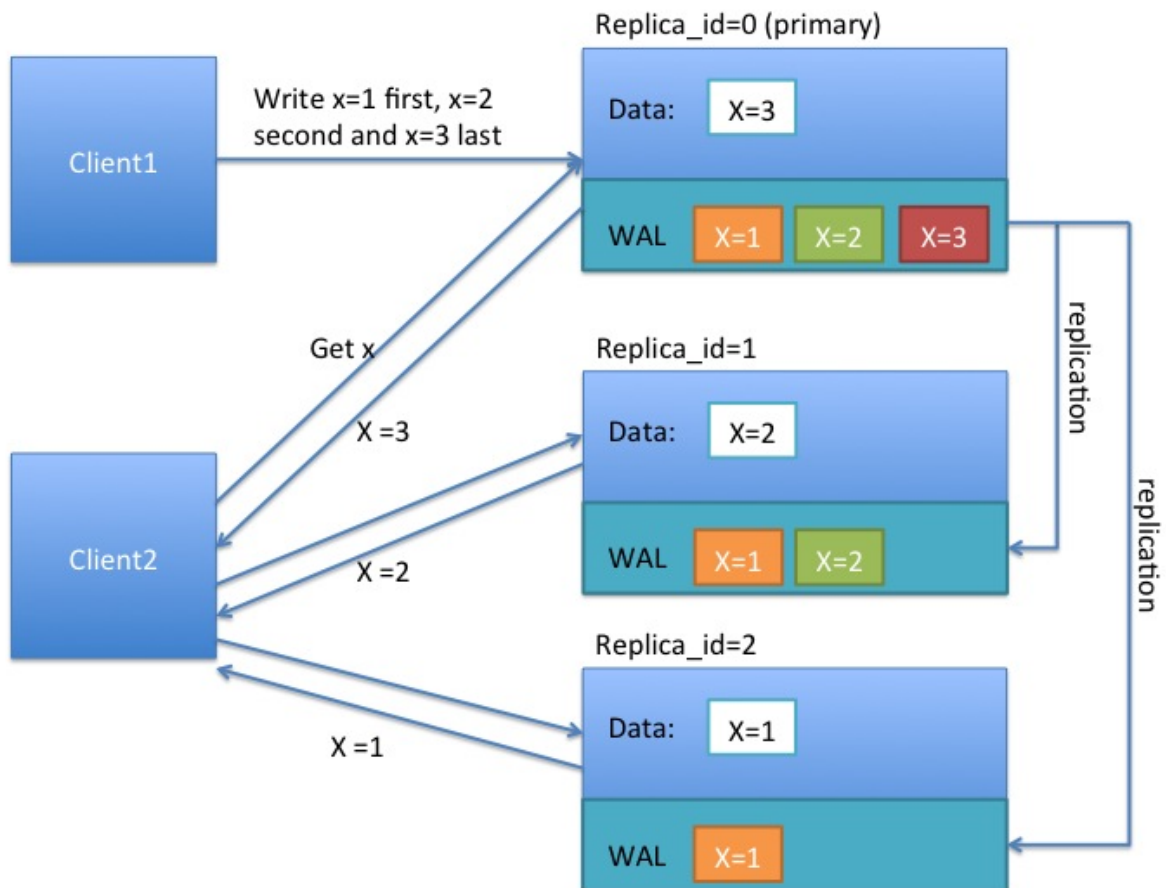 Replica_id=0 (primary)
Client1
Write x=1 first, x=2
second and x=3 last
Data: X=3
WAL X=1 X=2 X=3
Get x
X =3
replication
replication
Replica_id=1
Data: X=2
WAL X=1 X=2
Client2
X =2
Replica_id=2
Data: X=1
WAL X=1
X =1